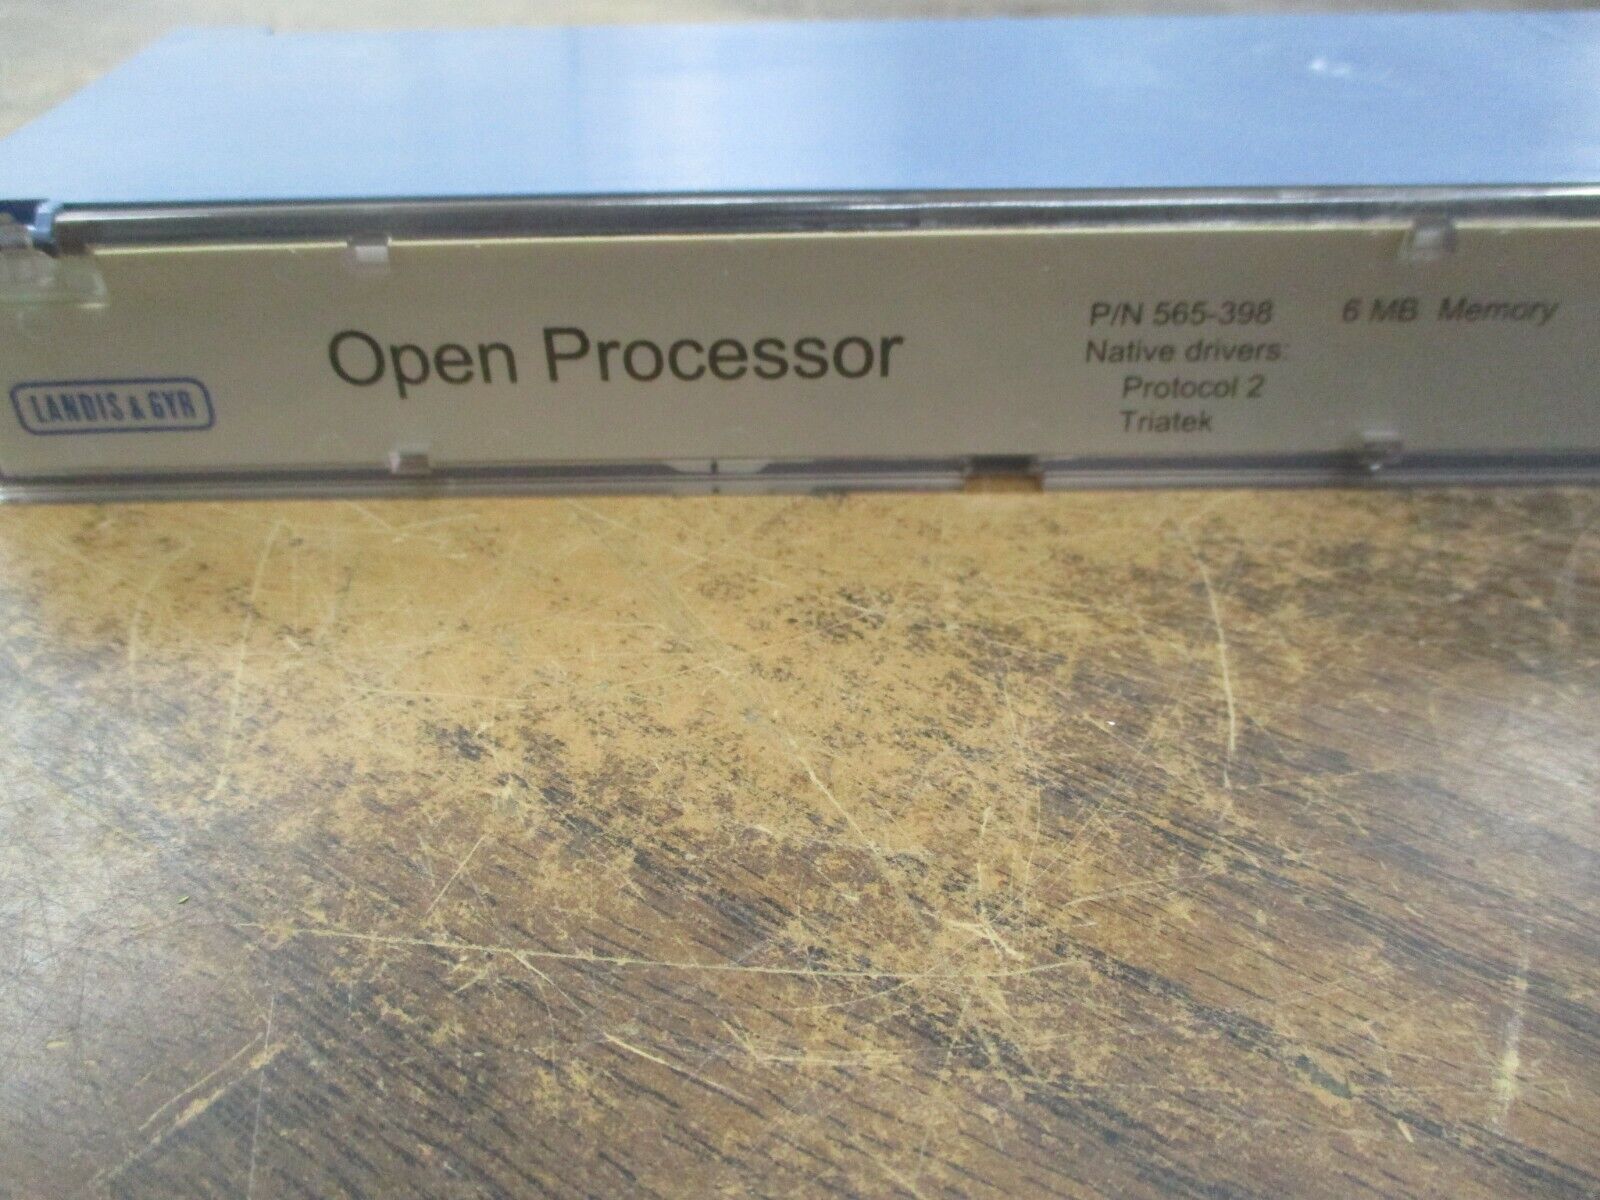 LANDIS & GYR
Open Processor
P/N 565-398 6 MB Memory
Native drivers:
Protocol 2
Triatek